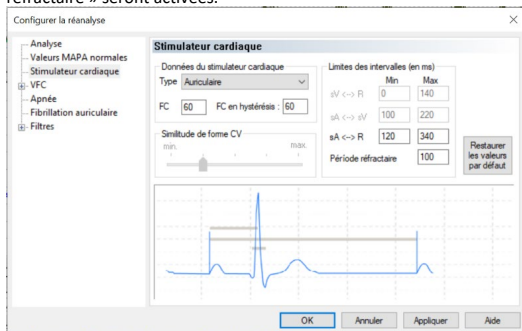 réfractaire » seront activées.
Configurer la réanalyse
Analyse
Valeurs MAPA normales
Stimulateur cardiaque
VFC
Apnée
Fibrillation auriculaire
Filtres
Stimulateur cardiaque
Données du stimulateur cardiaque
Type Auriculaire
FC 60 FC en hystérésis : 60
Similitude de forme CV
min. max.
Limites des intervalles (en ms)
Min Max
sV <--> R 0 140
sA <--> sV 100 220
sA <--> R 120 340
Période réfractaire 100
Restaurer
les valeurs
par défaut
OK Annuler Appliquer Aide